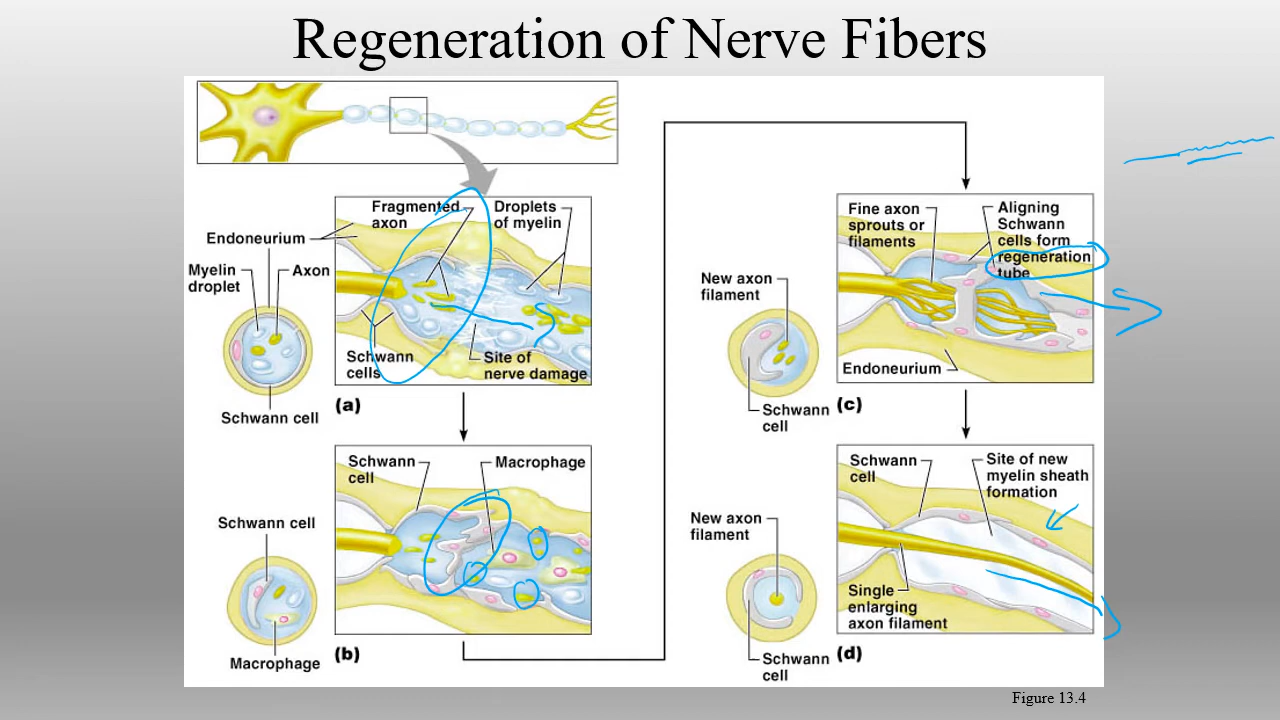 Regeneration of Nerve Fibers
Fragmented
axon
Droplets
of myelin
Endoneurium
Myelin
droplet
Axon
Schwann
cells
Site of
nerve damage
Schwann cell
(a)
Schwann
cell
Macrophage
Schwann cell
Macrophage
(b)
Fine axon
sprouts or
filaments
Aligning
Schwann
cells form
regeneration
tube
New axon
filament
Endoneurium
Schwann
cell
(c)
Schwann
cell
Site of new
myelin sheath
formation
New axon
filament
Single
enlarging
axon filament
Schwann
cell
(d)
Figure 13.4